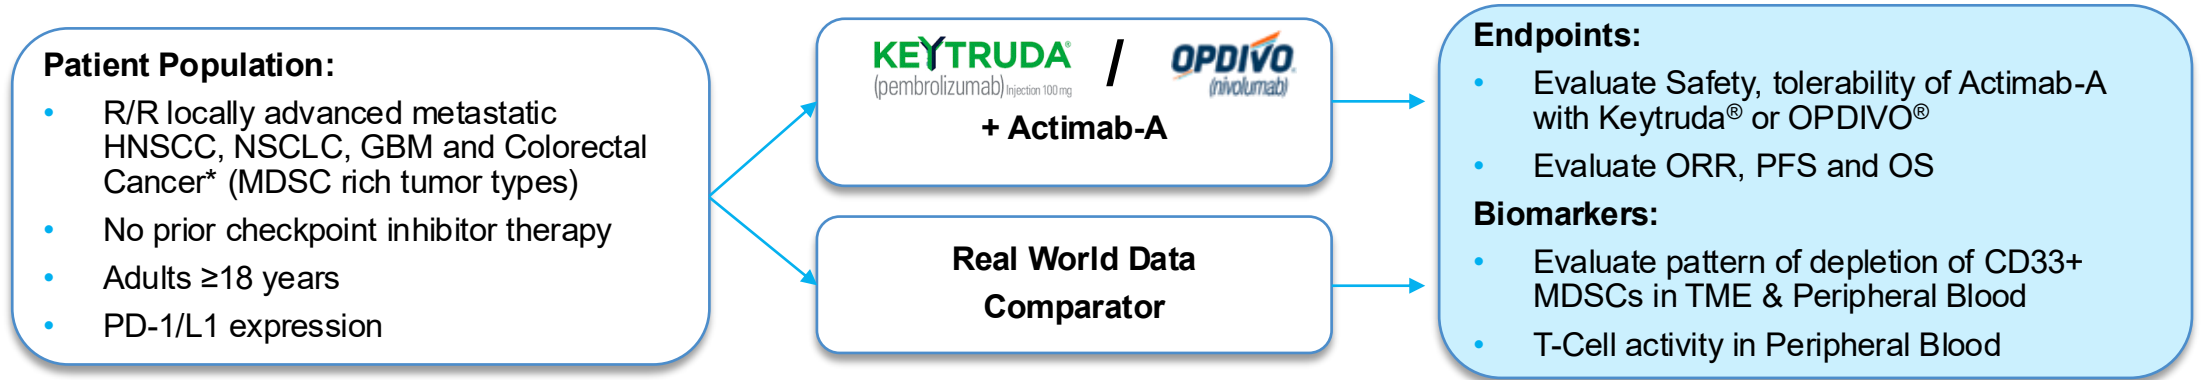 Patient Population:
• R/R locally advanced metastatic
HNSCC, NSCLC, GBM and Colorectal
Cancer* (MDSC rich tumor types)
• No prior checkpoint inhibitor therapy
• Adults ≥18 years
• PD-1/L1 expression
KEYTRUDA®
(pembrolizumab) Injection 100 mg
/
OPDIVO
(nivolumab)
+ Actimab-A
Real World Data
Comparator
Endpoints:
• Evaluate Safety, tolerability of Actimab-A
with Keytruda® or OPDIVO®
• Evaluate ORR, PFS and OS
Biomarkers:
• Evaluate pattern of depletion of CD33+
MDSCs in TME & Peripheral Blood
• T-Cell activity in Peripheral Blood